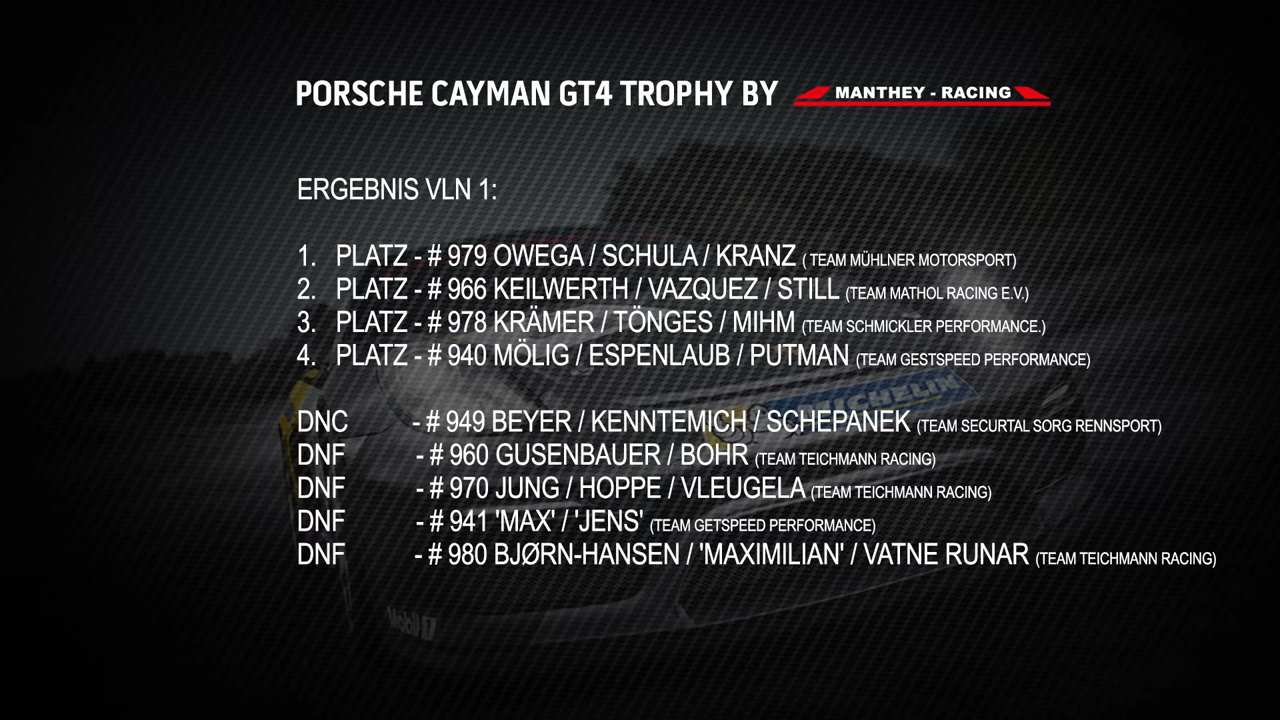 PORSCHE CAYMAN GT4 TROPHY BY MANTHEY - RACING
ERGEBNIS VLN 1:
1. PLATZ - # 979 OWEGA / SCHULA / KRANZ ( TEAM MÜHLNER MOTORSPORT)
2. PLATZ - # 966 KEILWERTH / VAZQUEZ / STILL (TEAM MATHOL RACING E.V.)
3. PLATZ - # 978 KRÄMER / TÖNGES / MIHM (TEAM SCHMICKLER PERFORMANCE.)
4. PLATZ - # 940 MÖLIG / ESPENLAUB / PUTMAN (TEAM GESTSPEED PERFORMANCE)
MICHELIN
DNC - # 949 BEYER / KENNTEMICH / SCHEPANEK (TEAM SECURTAL SORG RENNSPORT)
DNF - # 960 GUSENBAUER / BOHR (TEAM TEICHMANN RACING)
DNF - # 970 JUNG / HOPPE / VLEUGELA (TEAM TEICHMANN RACING)
DNF - # 941 'MAX' / 'JENS' (TEAM GETSPEED PERFORMANCE)
DNF - # 980 BJØRN-HANSEN / 'MAXIMILIAN' / VATNE RUNAR (TEAM TEICHMANN RACING)
Mobil 1